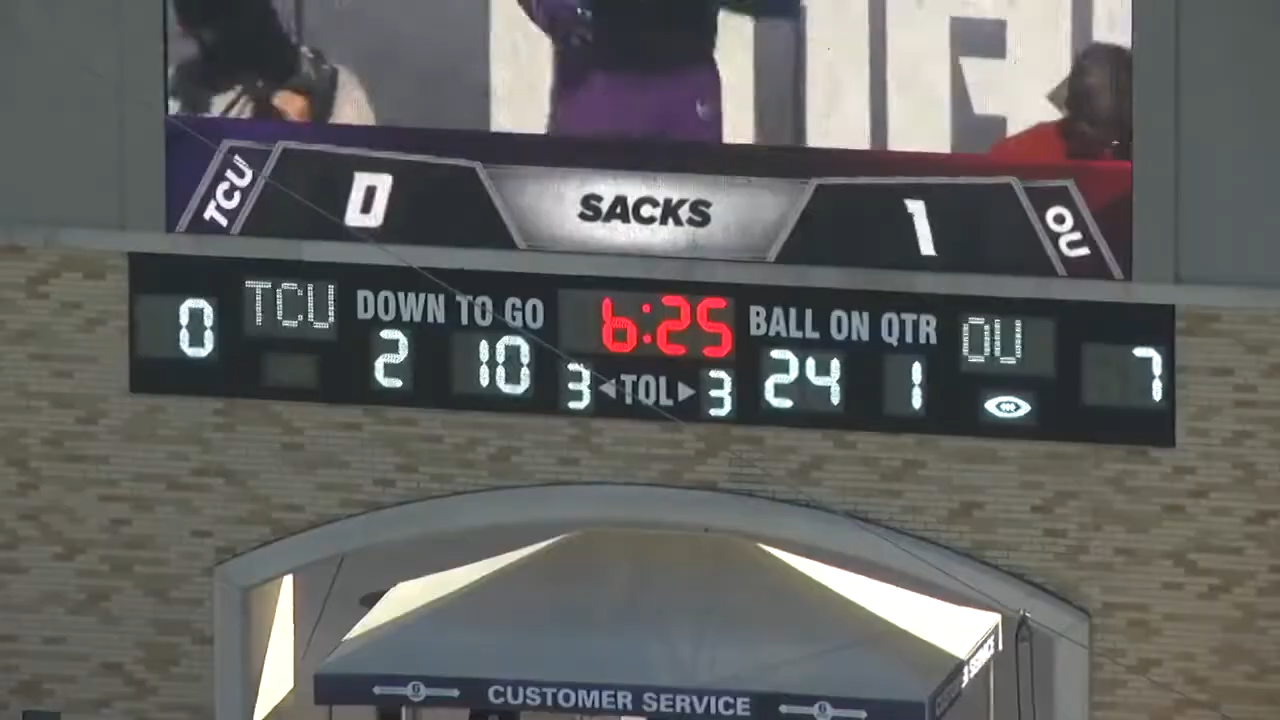 TCU 0 SACKS 1 OU
0 TCU DOWN TO GO 6:25 BALL ON QTR OU 7
2 10 3 ◀TOL▶ 3 24 1
CUSTOMER SERVICE
SERVICE